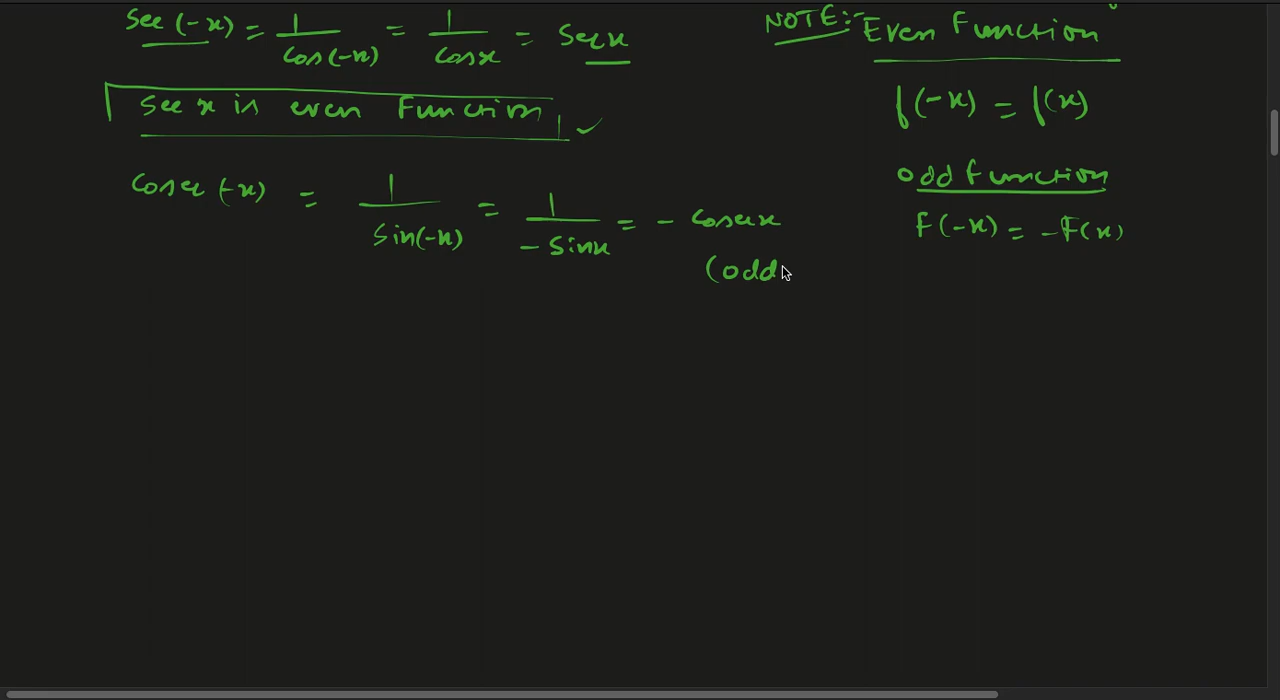 sec (-x) = 1/cos(-x) = 1/cosx = secx
sec x is even Function ✓
cosec (-x) = 1/sin(-x) = 1/-sinx = - cosecx
(odd
NOTE:- Even Function
f(-x) = f(x)
odd function
F(-x) = -F(x)